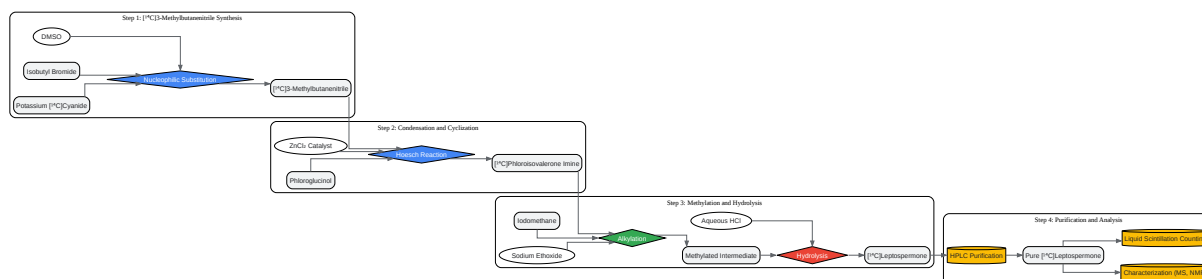 Step 1: [¹⁴C]3-Methylbutanenitrile Synthesis
DMSO
Isobutyl Bromide
Nucleophilic Substitution
[¹⁴C]3-Methylbutanenitrile
Potassium [¹⁴C]Cyanide
Step 2: Condensation and Cyclization
ZnCl₂ Catalyst
Hoesch Reaction
[¹⁴C]Phloroisovalerone Imine
Phloroglucinol
Step 3: Methylation and Hydrolysis
Iodomethane
Aqueous HCl
Alkylation
Sodium Ethoxide
Methylated Intermediate
Hydrolysis
[¹⁴C]Leptospermone
Step 4: Purification and Analysis
Liquid Scintillation Countin
HPLC Purification
Pure [¹⁴C]Leptospermone
Characterization (MS, NM